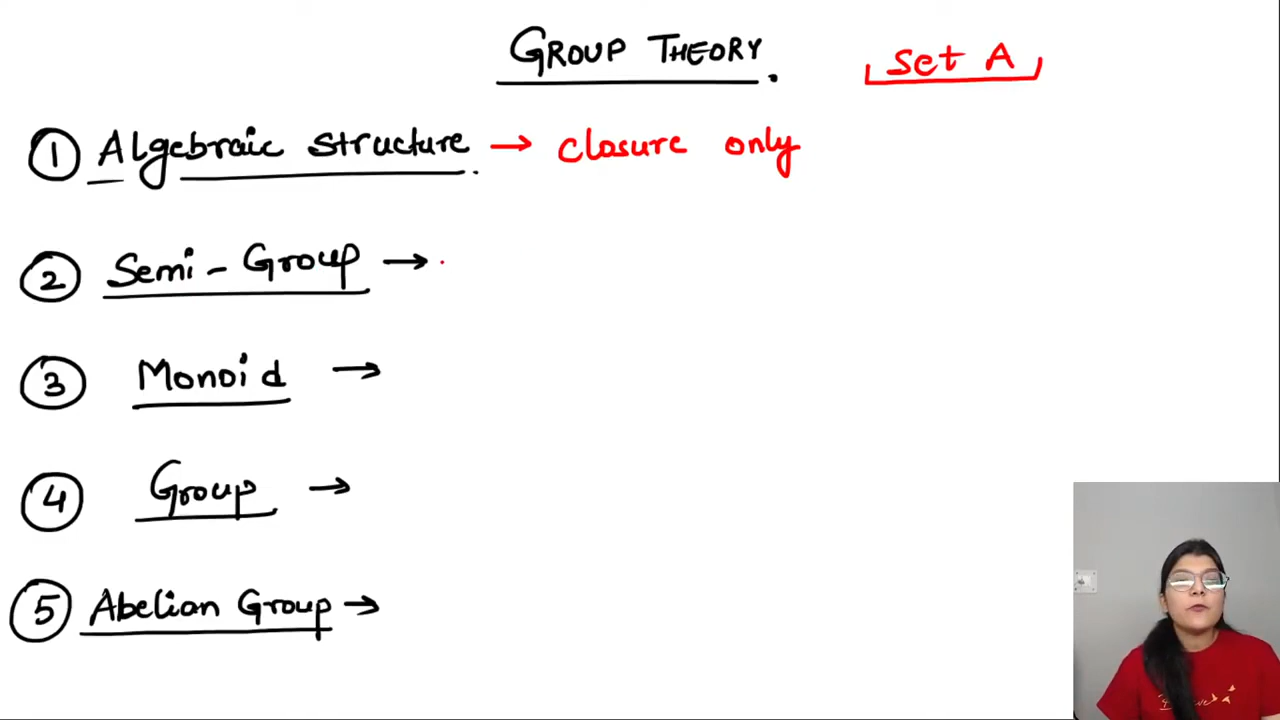 GROUP THEORY.
Set A
1 Algebraic structure. → closure only
2 Semi - Group →
3 Monoid →
4 Group →
5 Abelian Group →